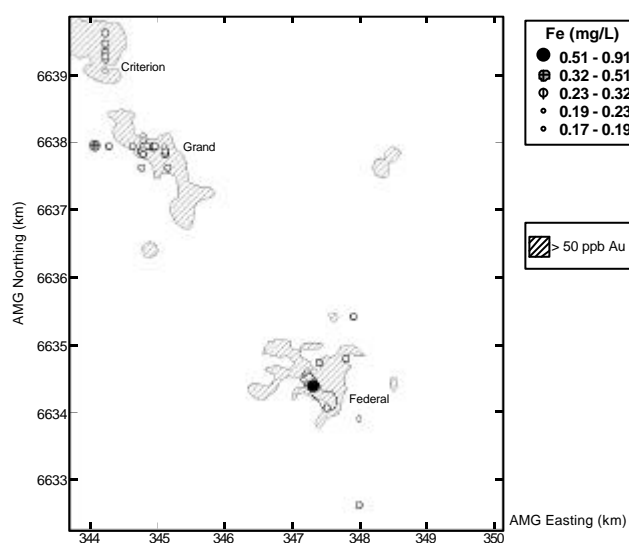 Criterion
Grand
Federal
AMG Northing (km)
6639
6638
6637
6636
6635
6634
6633
344 345 346 347 348 349 350
AMG Easting (km)
Fe (mg/L)
0.51 - 0.91
0.32 - 0.51
0.23 - 0.32
0.19 - 0.23
0.17 - 0.19
> 50 ppb Au